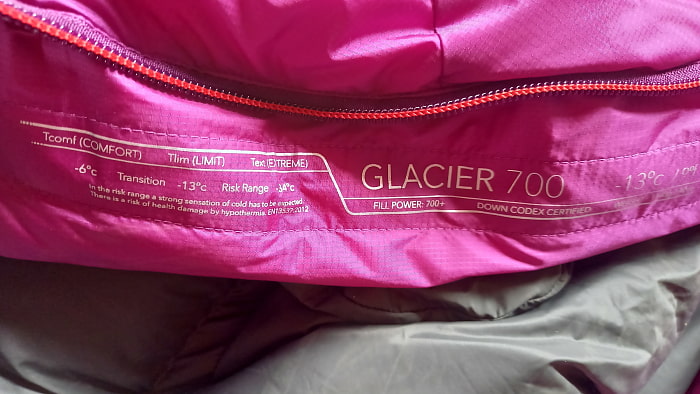 Tcomf (COMFORT) Tlim (LIMIT) Text (EXTREME)
-6°c Transition -13°c Risk Range -34°c
In the risk range a strong sensation of cold has to be expected.
There is a risk of health damage by hypothermis. EN13537:2012
GLACIER 700
FILL POWER: 700+ DOWN CODEX CERTIFIED
-13°c